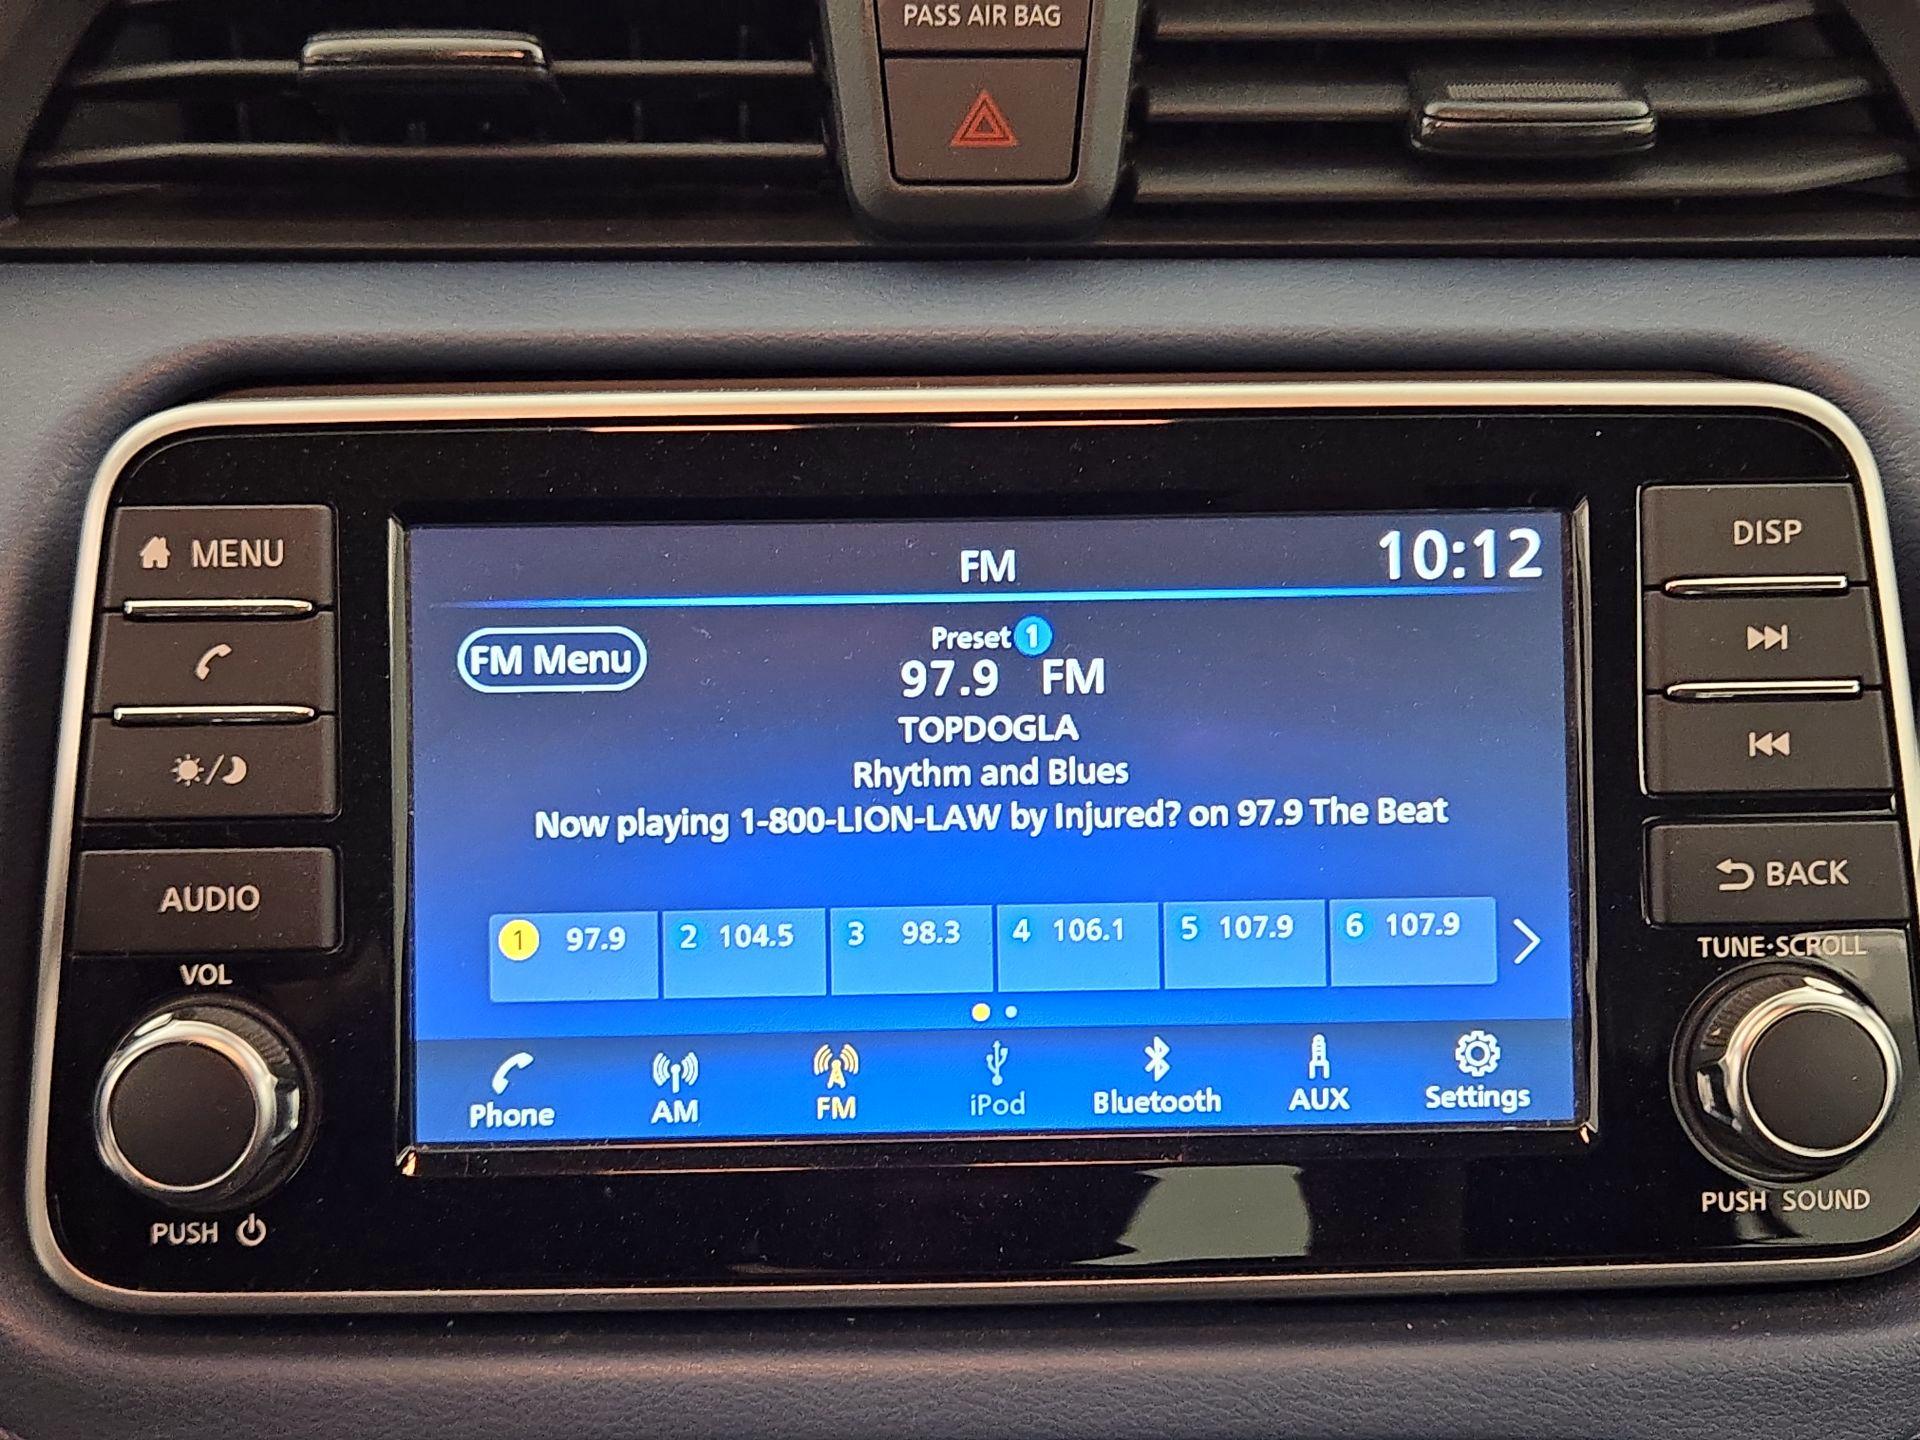 PASS AIR BAG
MENU
DISP
AUDIO
BACK
VOL
TUNE·SCROLL
PUSH
PUSH SOUND
FM
10:12
FM Menu
Preset 1
97.9 FM
TOPDOGLA
Rhythm and Blues
Now playing 1-800-LION-LAW by Injured? on 97.9 The Beat
1 97.9 2 104.5 3 98.3 4 106.1 5 107.9 6 107.9
Phone AM FM iPod Bluetooth AUX Settings